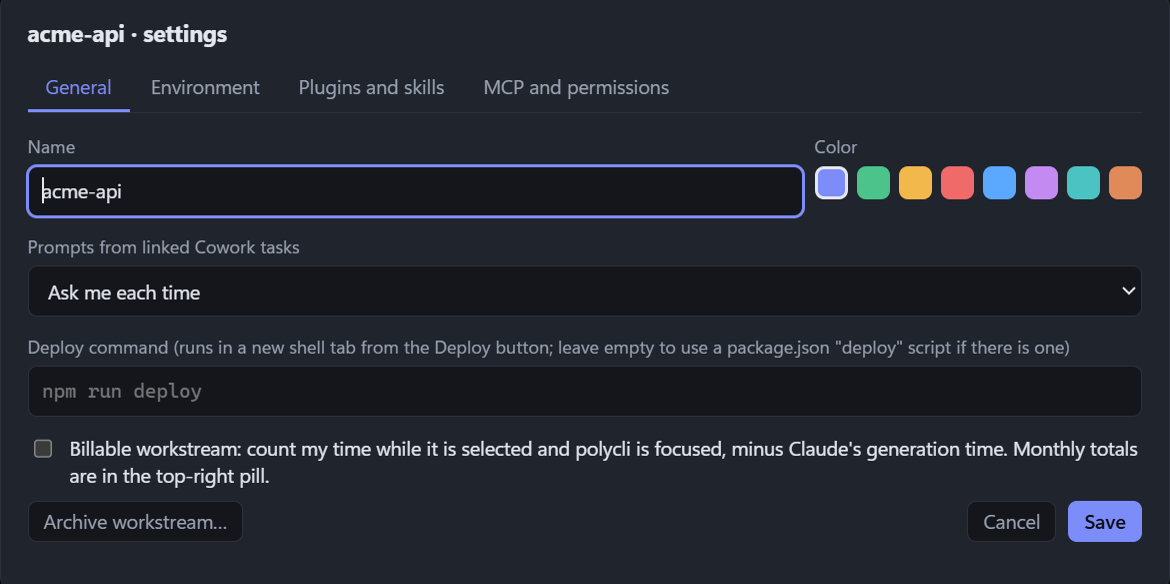 acme-api · settings
General Environment Plugins and skills MCP and permissions
Name Color
acme-api
Prompts from linked Cowork tasks
Ask me each time
Deploy command (runs in a new shell tab from the Deploy button; leave empty to use a package.json "deploy" script if there is one)
npm run deploy
Billable workstream: count my time while it is selected and polycli is focused, minus Claude's generation time. Monthly totals
are in the top-right pill.
Archive workstream... Cancel Save